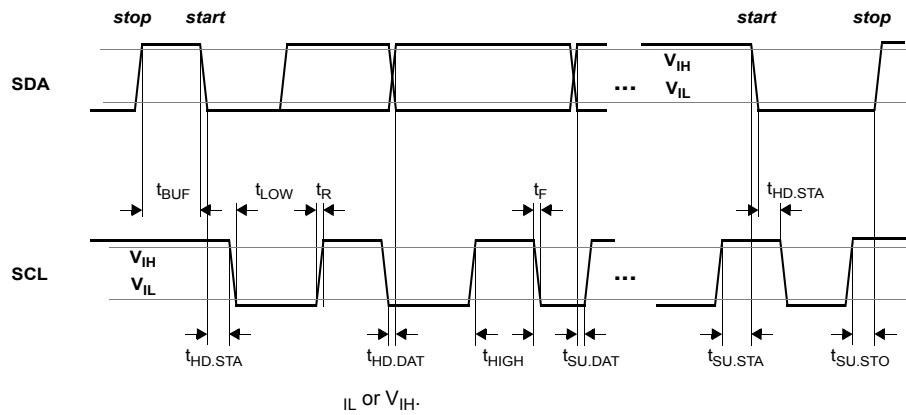 stop start start stop
SDA
V_IH
V_IL
...
t_BUF t_LOW t_R t_F t_HD.STA
SCL
V_IH
V_IL
...
t_HD.STA t_HD.DAT t_HIGH t_SU.DAT t_SU.STA t_SU.STO
IL or V_IH.